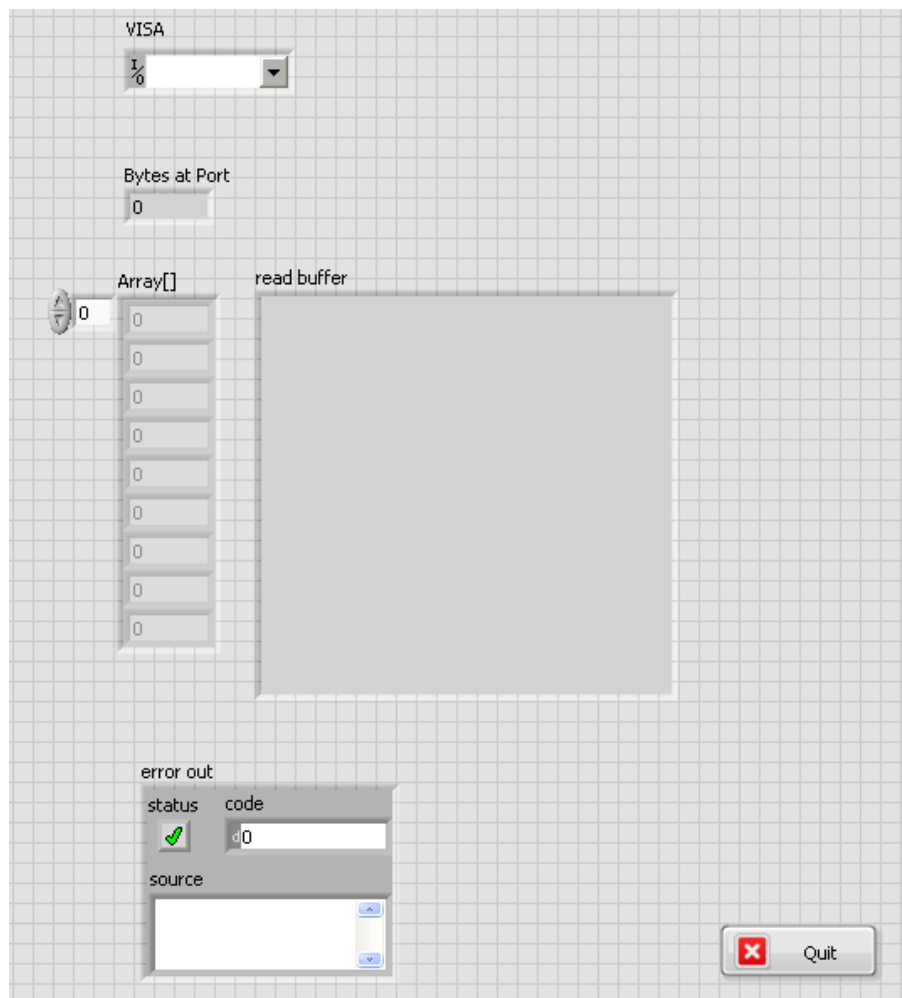 VISA
I/O
Bytes at Port
0
Array[]
read buffer
0
0
0
0
0
0
0
0
0
0
error out
status
code
d0
source
Quit